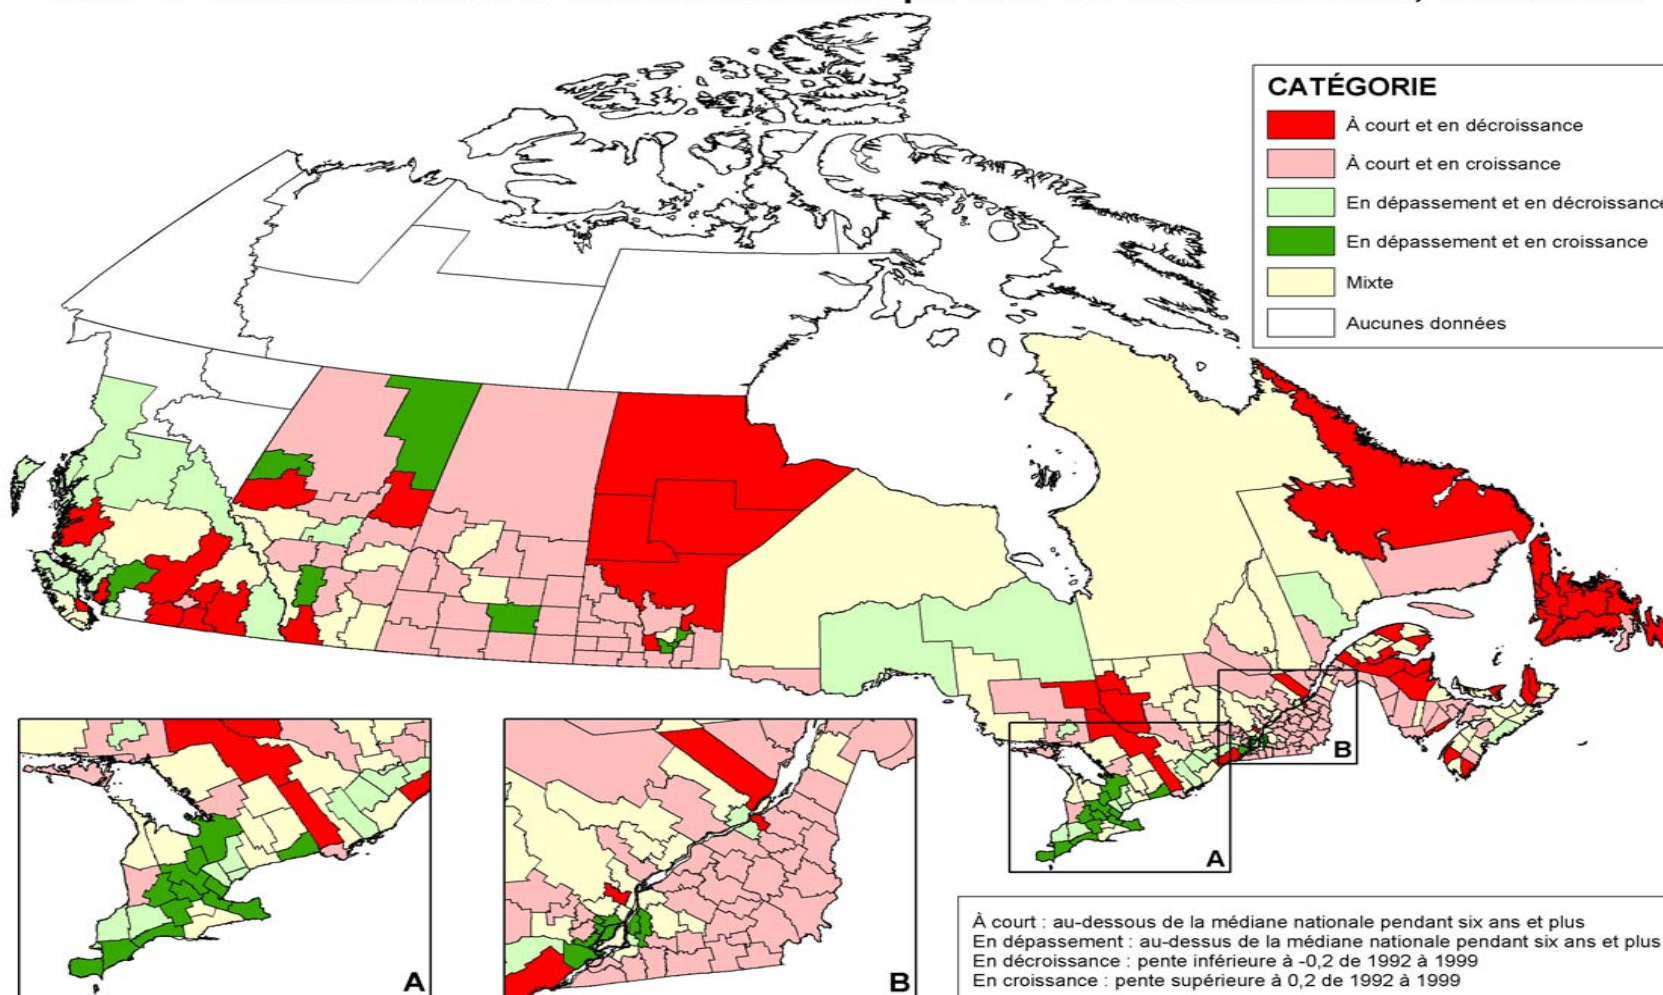 CATÉGORIE
À court et en décroissance
À court et en croissance
En dépassement et en décroissance
En dépassement et en croissance
Mixte
Aucunes données
B
A
A
B
À court : au-dessous de la médiane nationale pendant six ans et plus
En dépassement : au-dessus de la médiane nationale pendant six ans et plus
En décroissance : pente inférieure à -0,2 de 1992 à 1999
En croissance : pente supérieure à 0,2 de 1992 à 1999